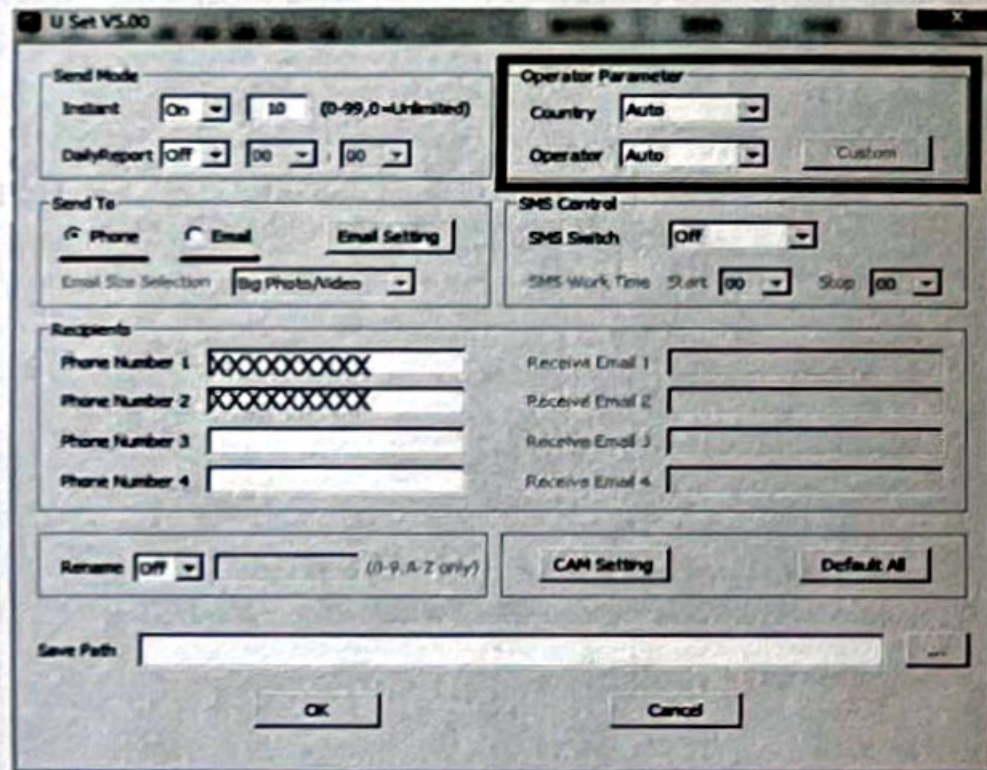 U Set V5.00
X
Send Mode
Instant On 10 (0-99,0=Unlimited)
DailyReport Off 00 : 00
Operator Parameter
Country Auto
Operator Auto Custom
Send To
Phone Email Email Setting
Email Size Selection Big Photo/Video
SMS Control
SMS Switch Off
SMS Work Time Start 00 Stop 00
Recipients
Phone Number 1 XXXXXXXXXX Receive Email 1
Phone Number 2 XXXXXXXXXX Receive Email 2
Phone Number 3 Receive Email 3
Phone Number 4 Receive Email 4
Rename Off (0-9,A-Z only)
CAM Setting Default All
Save Path ...
OK Cancel